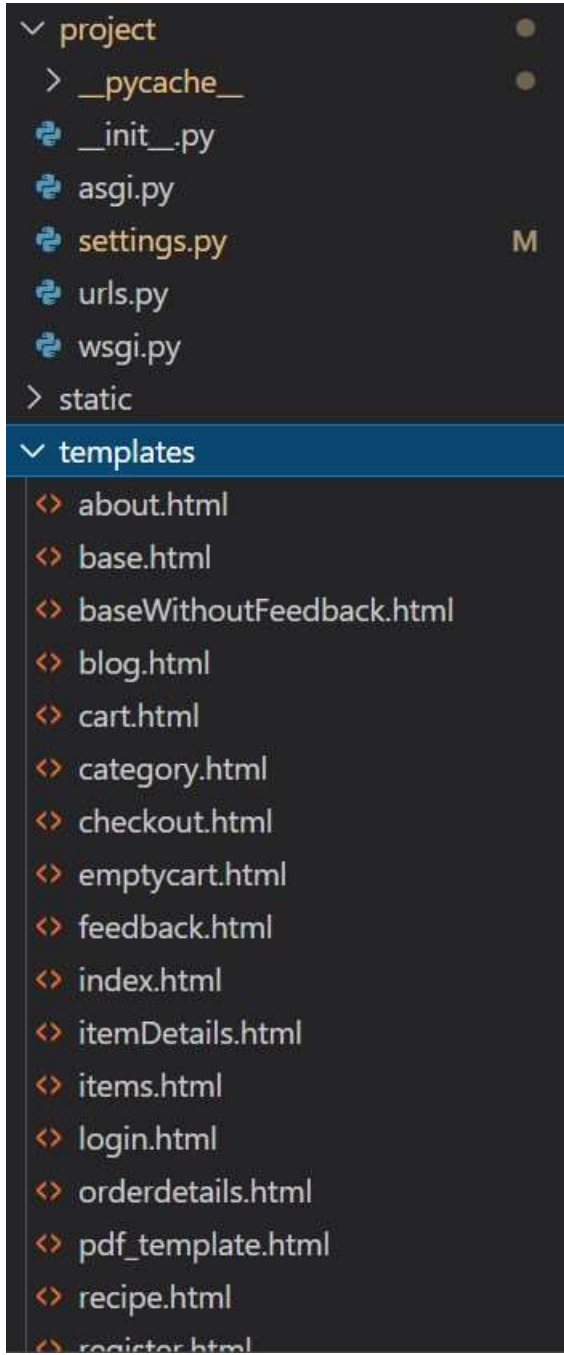 project
__pycache__
__init__.py
asgi.py
settings.py M
urls.py
wsgi.py
static
templates
about.html
base.html
baseWithoutFeedback.html
blog.html
cart.html
category.html
checkout.html
emptycart.html
feedback.html
index.html
itemDetails.html
items.html
login.html
orderdetails.html
pdf_template.html
recipe.html
register.html